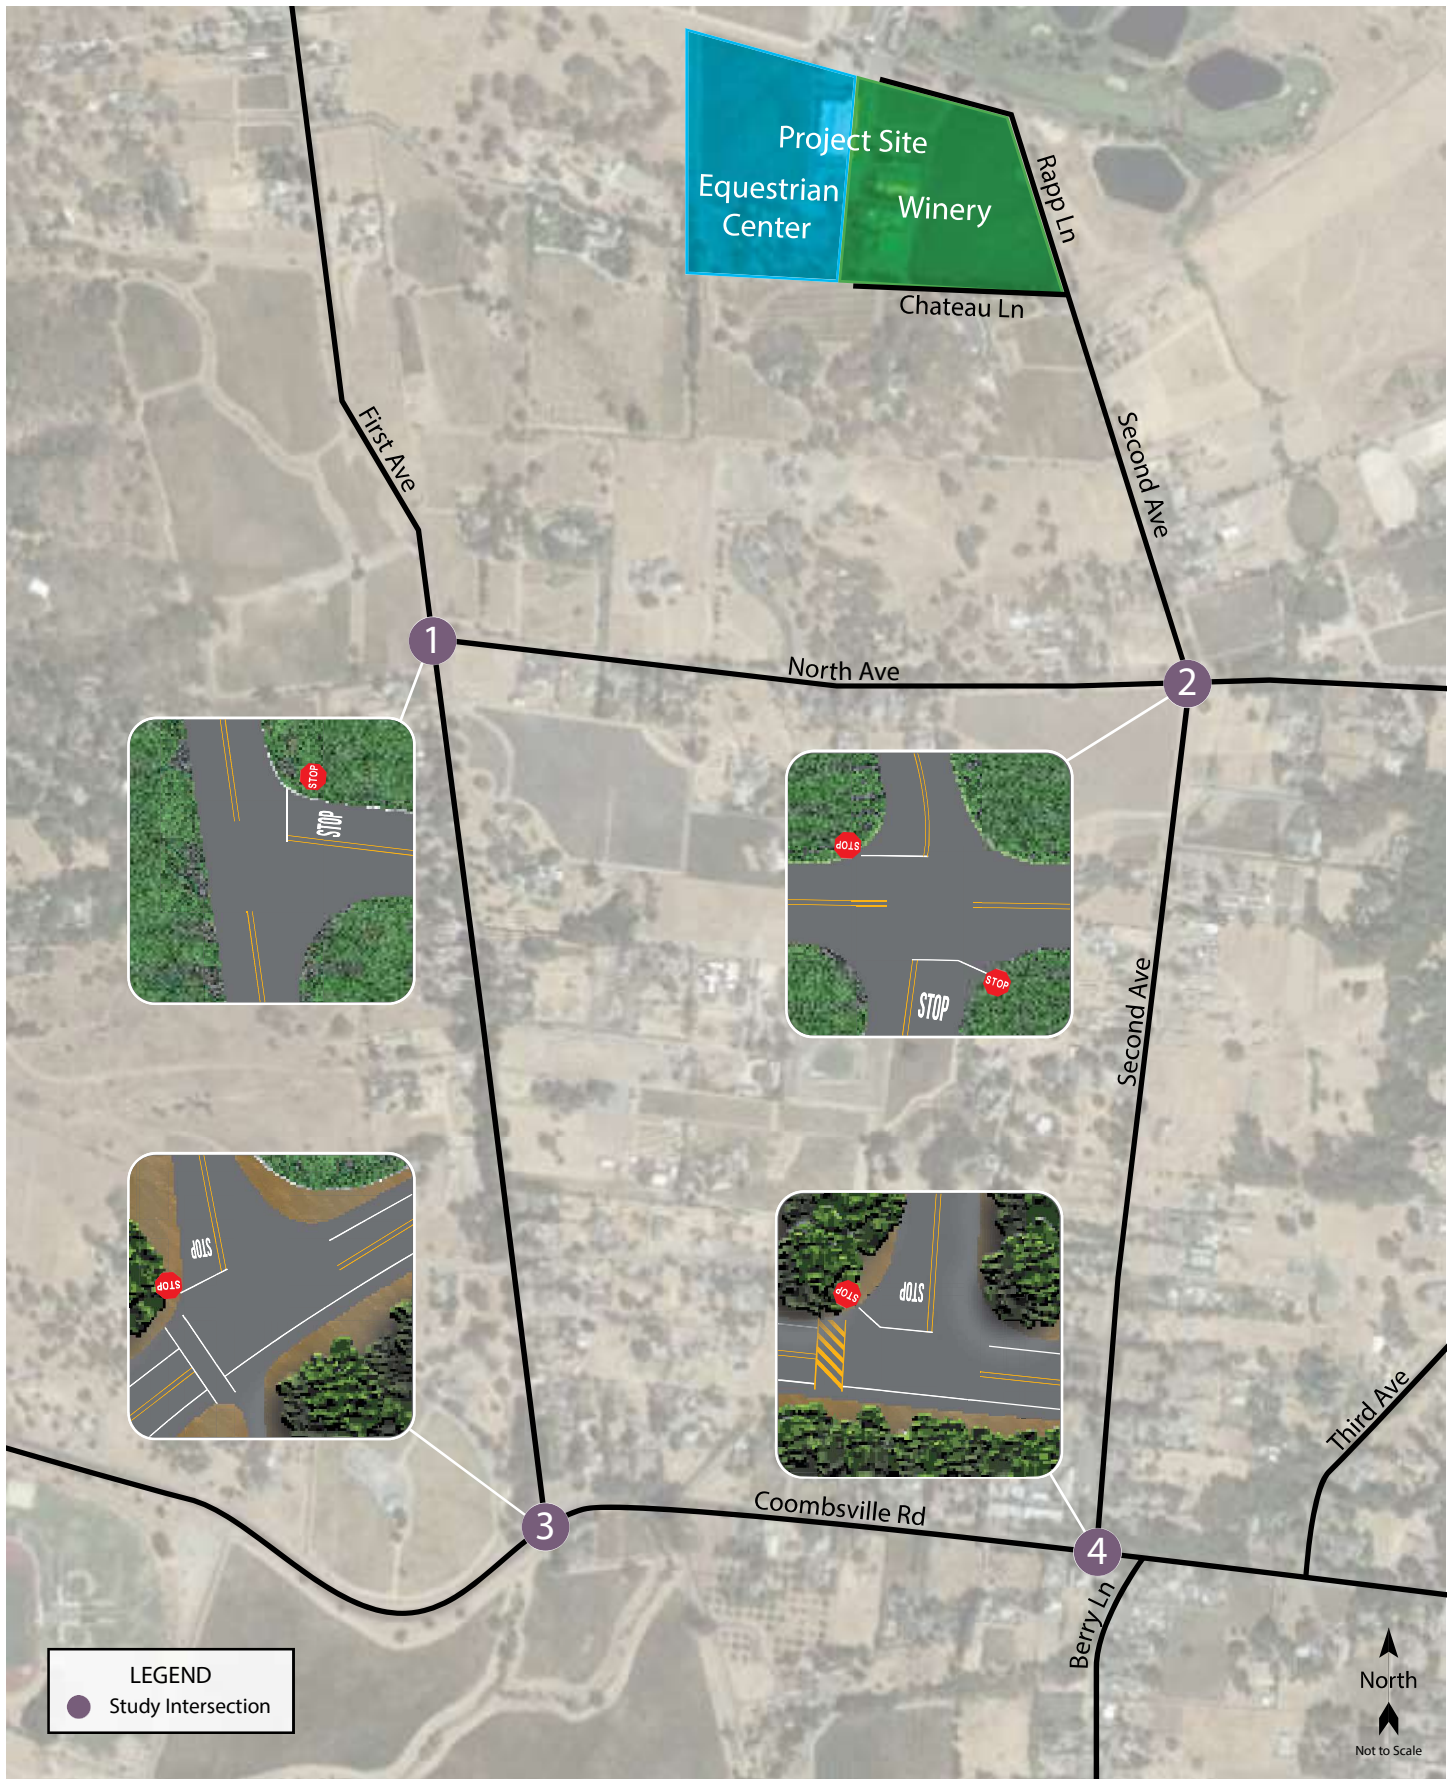 Project Site
Equestrian
Center
Winery
Rapp Ln
Chateau Ln
First Ave
Second Ave
1
North Ave
2
STOP
STOP
STOP
STOP
STOP
Second Ave
STOP
STOP
STOP
STOP
Third Ave
Coombsville Rd
3
4
Berry Ln
LEGEND
Study Intersection
North
Not to Scale